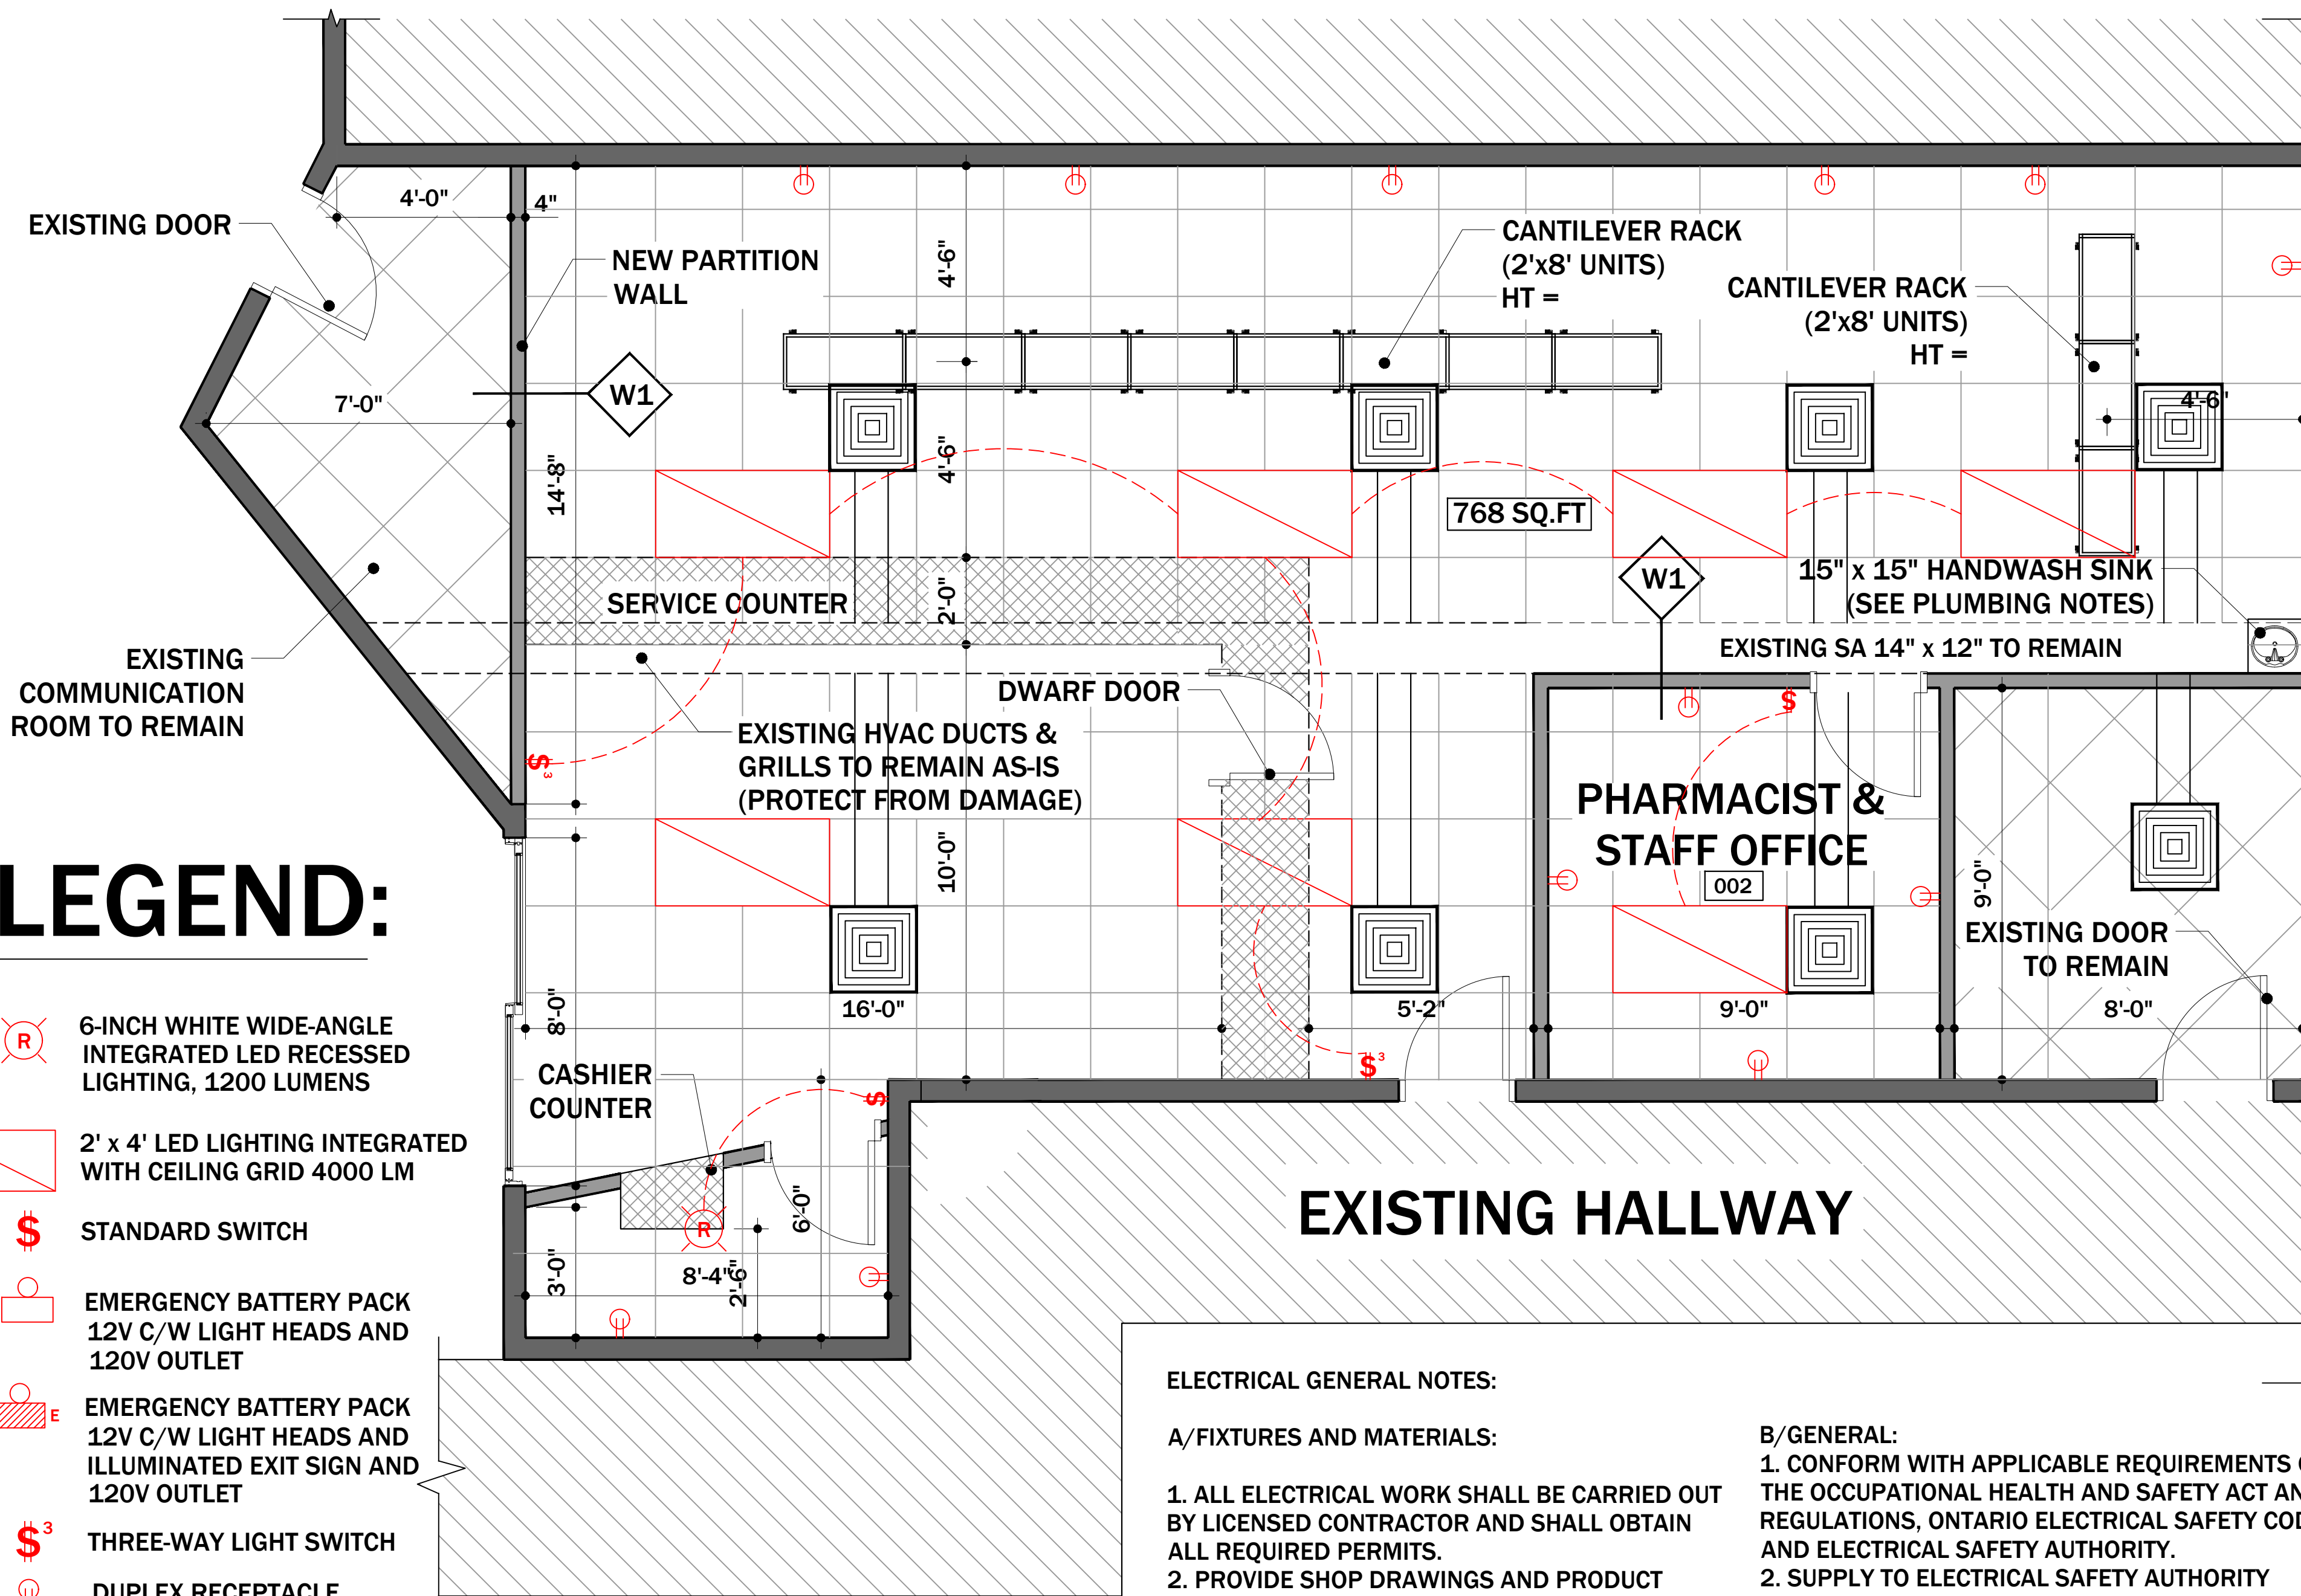 EXISTING DOOR
4'-0"
4"
NEW PARTITION
WALL
4'-6"
CANTILEVER RACK
(2'x8' UNITS)
HT =
CANTILEVER RACK
(2'x8' UNITS)
HT =
7'-0"
W1
4'-6"
14'-8"
4'-6"
768 SQ.FT
W1
15" x 15" HANDWASH SINK
(SEE PLUMBING NOTES)
SERVICE COUNTER
2'-0"
EXISTING SA 14" x 12" TO REMAIN
EXISTING
COMMUNICATION
ROOM TO REMAIN
DWARF DOOR
$
EXISTING HVAC DUCTS &
GRILLS TO REMAIN AS-IS
(PROTECT FROM DAMAGE)
$3
PHARMACIST &
STAFF OFFICE
002
10'-0"
9'-0"
EXISTING DOOR
TO REMAIN
8'-0"
16'-0"
5'-2"
9'-0"
8'-0"
CASHIER
COUNTER
$
$3
6'-0"
R
3'-0"
8'-4"
2'-6"
EXISTING HALLWAY
LEGEND:
R
6-INCH WHITE WIDE-ANGLE
INTEGRATED LED RECESSED
LIGHTING, 1200 LUMENS
2' x 4' LED LIGHTING INTEGRATED
WITH CEILING GRID 4000 LM
$ STANDARD SWITCH
EMERGENCY BATTERY PACK
12V C/W LIGHT HEADS AND
120V OUTLET
E
EMERGENCY BATTERY PACK
12V C/W LIGHT HEADS AND
ILLUMINATED EXIT SIGN AND
120V OUTLET
$3 THREE-WAY LIGHT SWITCH
DUPLEX RECEPTACLE
ELECTRICAL GENERAL NOTES:
A/FIXTURES AND MATERIALS:
1. ALL ELECTRICAL WORK SHALL BE CARRIED OUT
BY LICENSED CONTRACTOR AND SHALL OBTAIN
ALL REQUIRED PERMITS.
2. PROVIDE SHOP DRAWINGS AND PRODUCT
B/GENERAL:
1. CONFORM WITH APPLICABLE REQUIREMENTS
THE OCCUPATIONAL HEALTH AND SAFETY ACT
REGULATIONS, ONTARIO ELECTRICAL SAFETY
AND ELECTRICAL SAFETY AUTHORITY.
2. SUPPLY TO ELECTRICAL SAFETY AUTHORITY